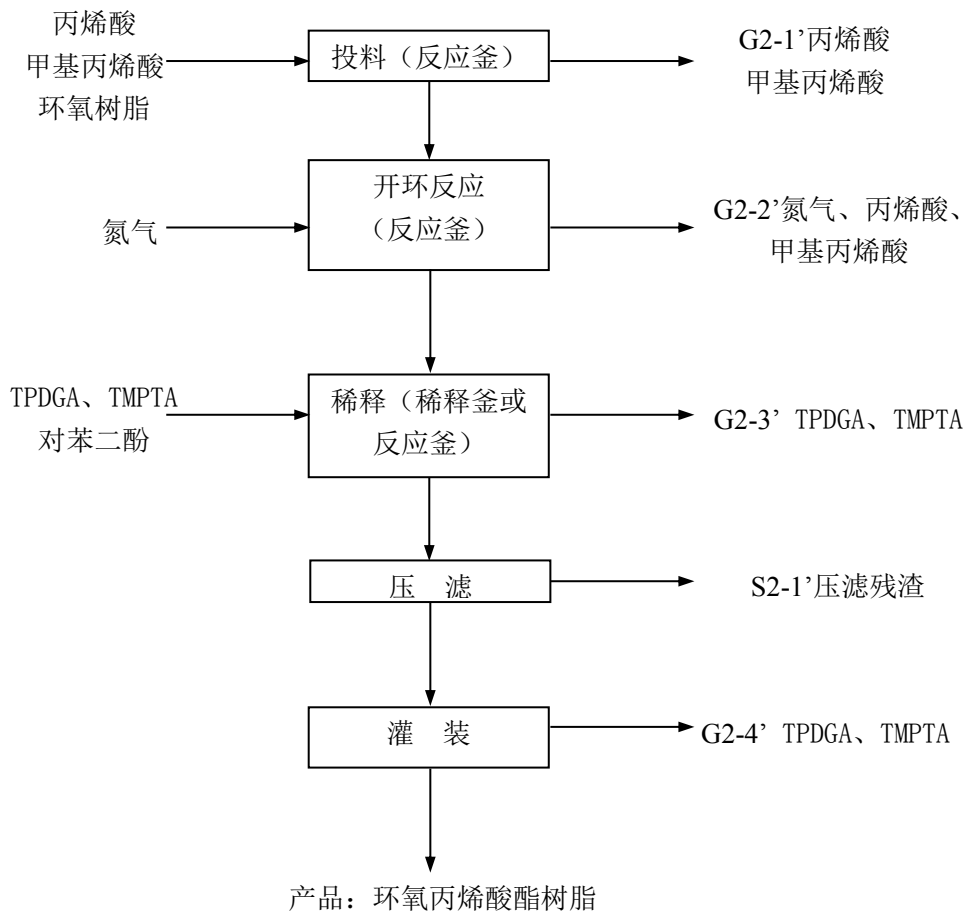 丙烯酸
甲基丙烯酸
环氧树脂
投料（反应釜）
G2-1’丙烯酸
甲基丙烯酸
氮气
开环反应
（反应釜）
G2-2’氮气、丙烯酸、
甲基丙烯酸
TPDGA、TMPTA
对苯二酚
稀释（稀释釜或
反应釜）
G2-3’ TPDGA、TMPTA
压 滤
S2-1’压滤残渣
灌 装
G2-4’ TPDGA、TMPTA
产品：环氧丙烯酸酯树脂